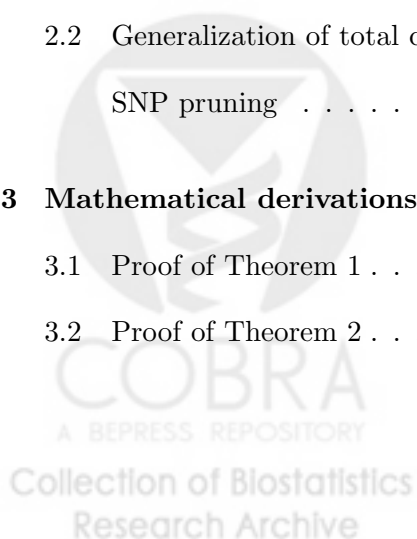 2.2 Generalization of total
SNP pruning . . . . .
3 Mathematical derivations
3.1 Proof of Theorem 1 . .
3.2 Proof of Theorem 2 . .
COBRA
A BEPRESS REPOSITORY
Collection of Biostatistics
Research Archive